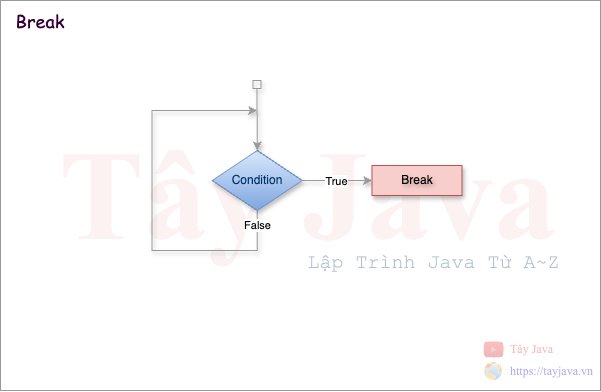 Break
Condition
True
Break
False
Tây Java
Lập Trình Java Từ A~Z
Tây Java
https://tayjava.vn